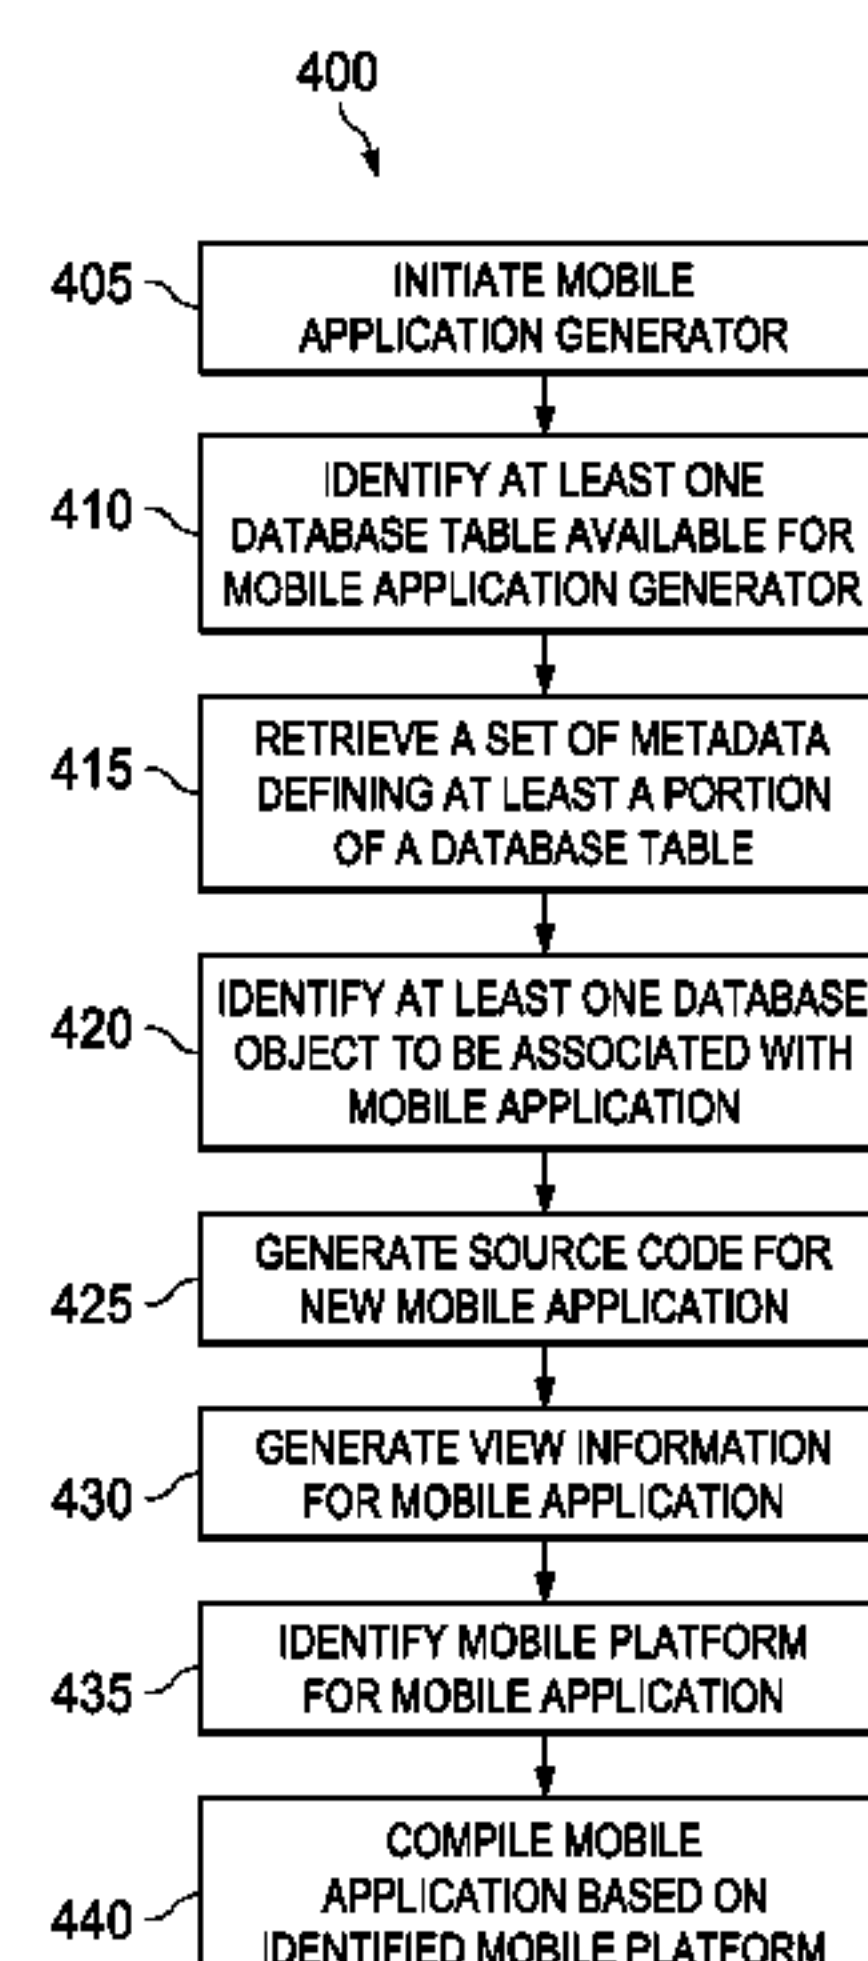 400
405
INITIATE MOBILE
APPLICATION GENERATOR
410
IDENTIFY AT LEAST ONE
DATABASE TABLE AVAILABLE FOR
MOBILE APPLICATION GENERATOR
415
RETRIEVE A SET OF METADATA
DEFINING AT LEAST A PORTION
OF A DATABASE TABLE
420
IDENTIFY AT LEAST ONE DATABASE
OBJECT TO BE ASSOCIATED WITH
MOBILE APPLICATION
425
GENERATE SOURCE CODE FOR
NEW MOBILE APPLICATION
430
GENERATE VIEW INFORMATION
FOR MOBILE APPLICATION
435
IDENTIFY MOBILE PLATFORM
FOR MOBILE APPLICATION
440
COMPILE MOBILE
APPLICATION BASED ON
IDENTIFIED MOBILE PLATFORM